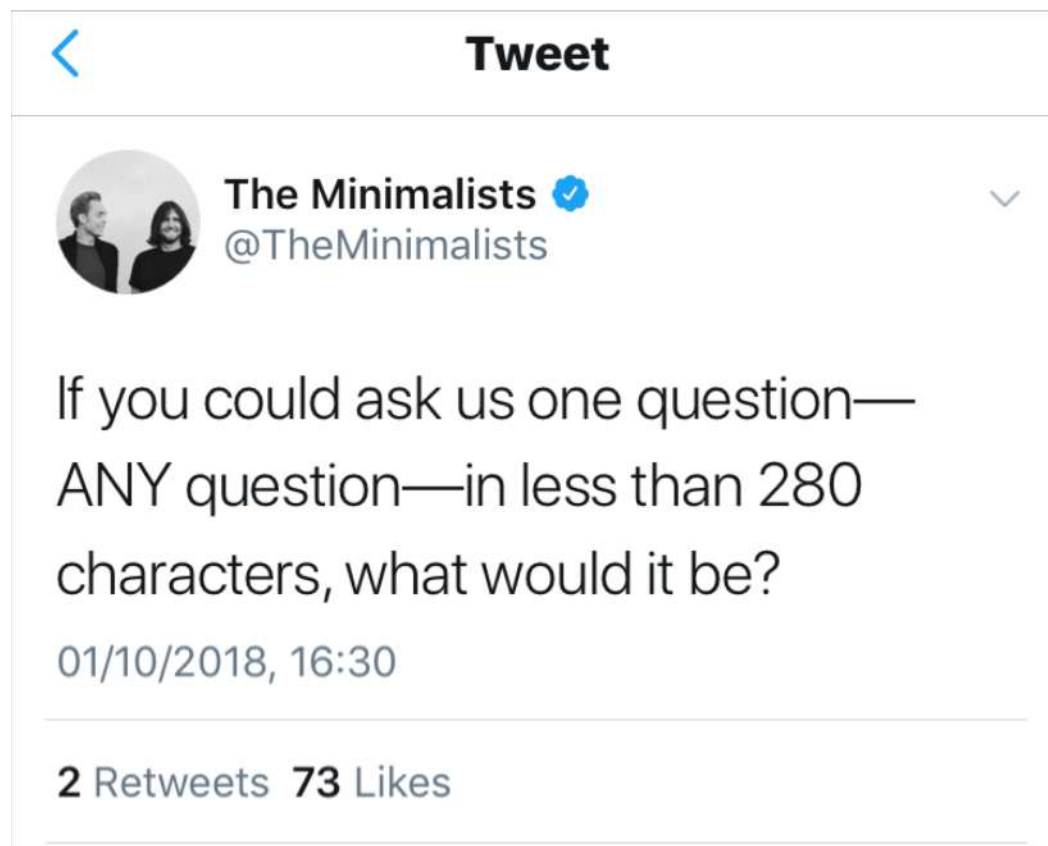 Tweet
The Minimalists
@TheMinimalists
If you could ask us one question—
ANY question—in less than 280
characters, what would it be?
01/10/2018, 16:30
2 Retweets 73 Likes